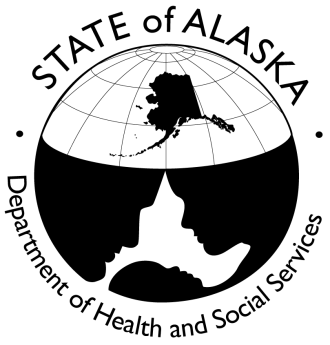 STATE of ALASKA
Department of Health and Social Services